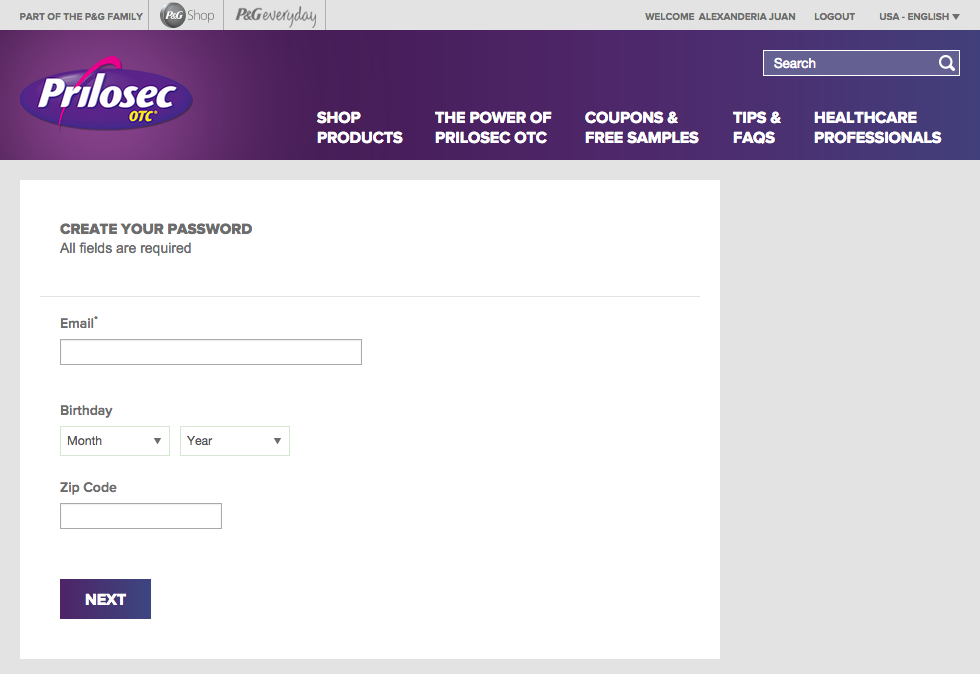 PART OF THE P&G FAMILY
P&G Shop
P&G everyday
WELCOME ALEXANDERIA JUAN
LOGOUT
USA - ENGLISH
Prilosec
OTC
Search
SHOP
PRODUCTS
THE POWER OF
PRILOSEC OTC
COUPONS &
FREE SAMPLES
TIPS &
FAQS
HEALTHCARE
PROFESSIONALS
CREATE YOUR PASSWORD
All fields are required
Email*
Birthday
Month
Year
Zip Code
NEXT